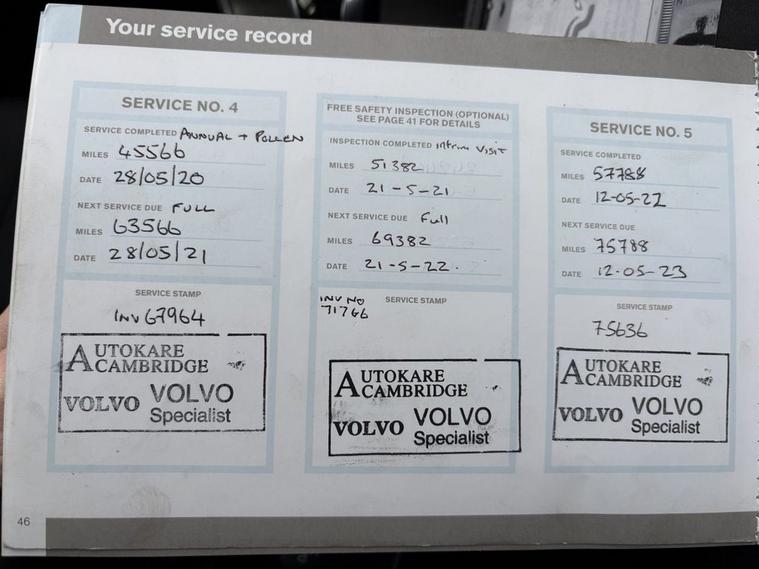 Your service record
SERVICE NO. 4
SERVICE COMPLETED ANNUAL + POLLEN
MILES 45566
DATE 28/05/20
NEXT SERVICE DUE FULL
MILES 63566
DATE 28/05/21
SERVICE STAMP
INV 67964
AUTOKARE
CAMBRIDGE
VOLVO VOLVO
Specialist
FREE SAFETY INSPECTION (OPTIONAL)
SEE PAGE 41 FOR DETAILS
INSPECTION COMPLETED Intrim Visit
MILES 51382
DATE 21-5-21
NEXT SERVICE DUE Full
MILES 69382
DATE 21-5-22.
INV NO SERVICE STAMP
71766
AUTOKARE
CAMBRIDGE
VOLVO VOLVO
Specialist
SERVICE NO. 5
SERVICE COMPLETED
MILES 57788
DATE 12-05-22
NEXT SERVICE DUE
MILES 75788
DATE 12-05-23
SERVICE STAMP
75636
AUTOKARE
CAMBRIDGE
VOLVO VOLVO
Specialist
46